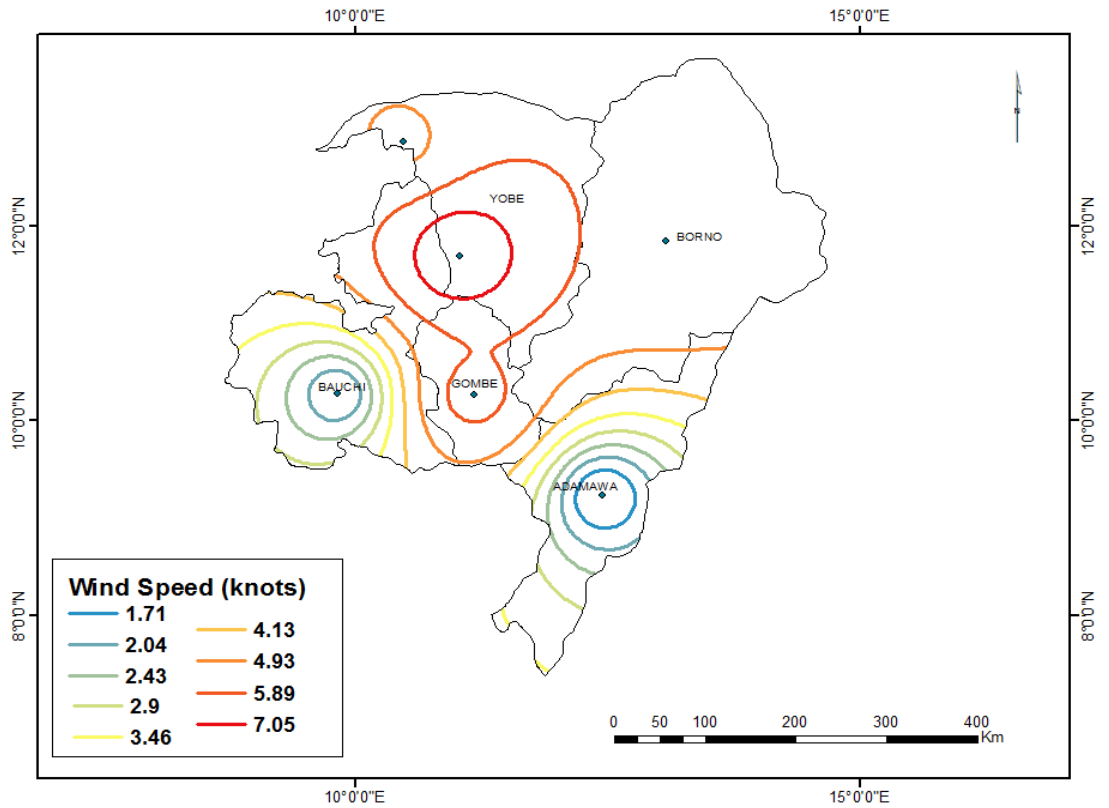 10°0'0"E 15°0'0"E
N
12°0'0"N 12°0'0"N
YOBE
BORNO
BAUCHI
GOMBE
10°0'0"N 10°0'0"N
ADAMAWA
8°0'0"N 8°0'0"N
Wind Speed (knots)
1.71
2.04
2.43
2.9
3.46
4.13
4.93
5.89
7.05
0 50 100 200 300 400
Km
10°0'0"E 15°0'0"E